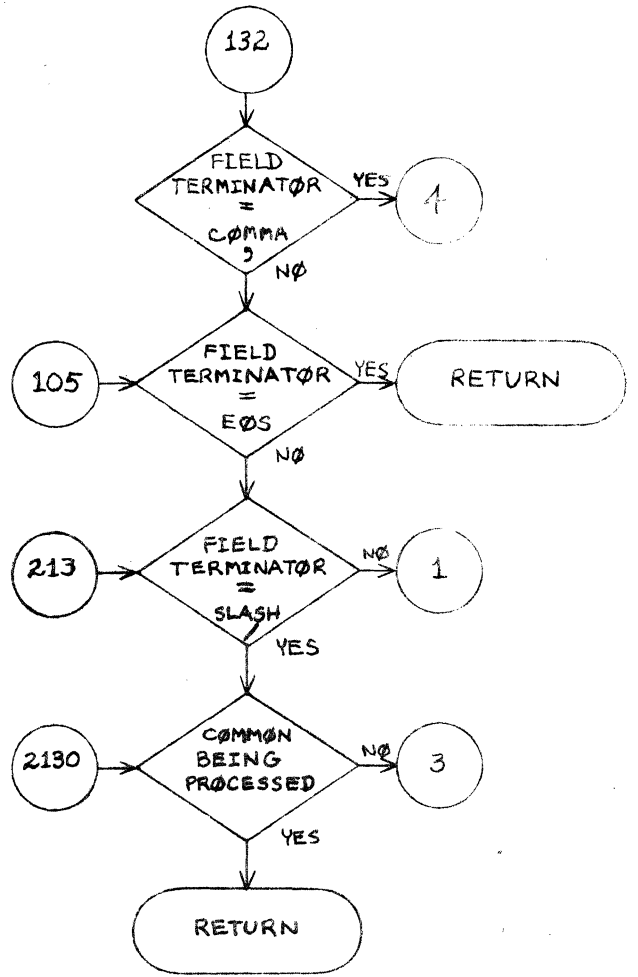 132
FIELD
TERMINATØR
=
CØMMA
,
YES
4
NØ
105
FIELD
TERMINATØR
=
EØS
YES
RETURN
NØ
213
FIELD
TERMINATØR
=
SLASH
/
NØ
1
YES
2130
CØMMØN
BEING
PRØCESSED
NØ
3
YES
RETURN